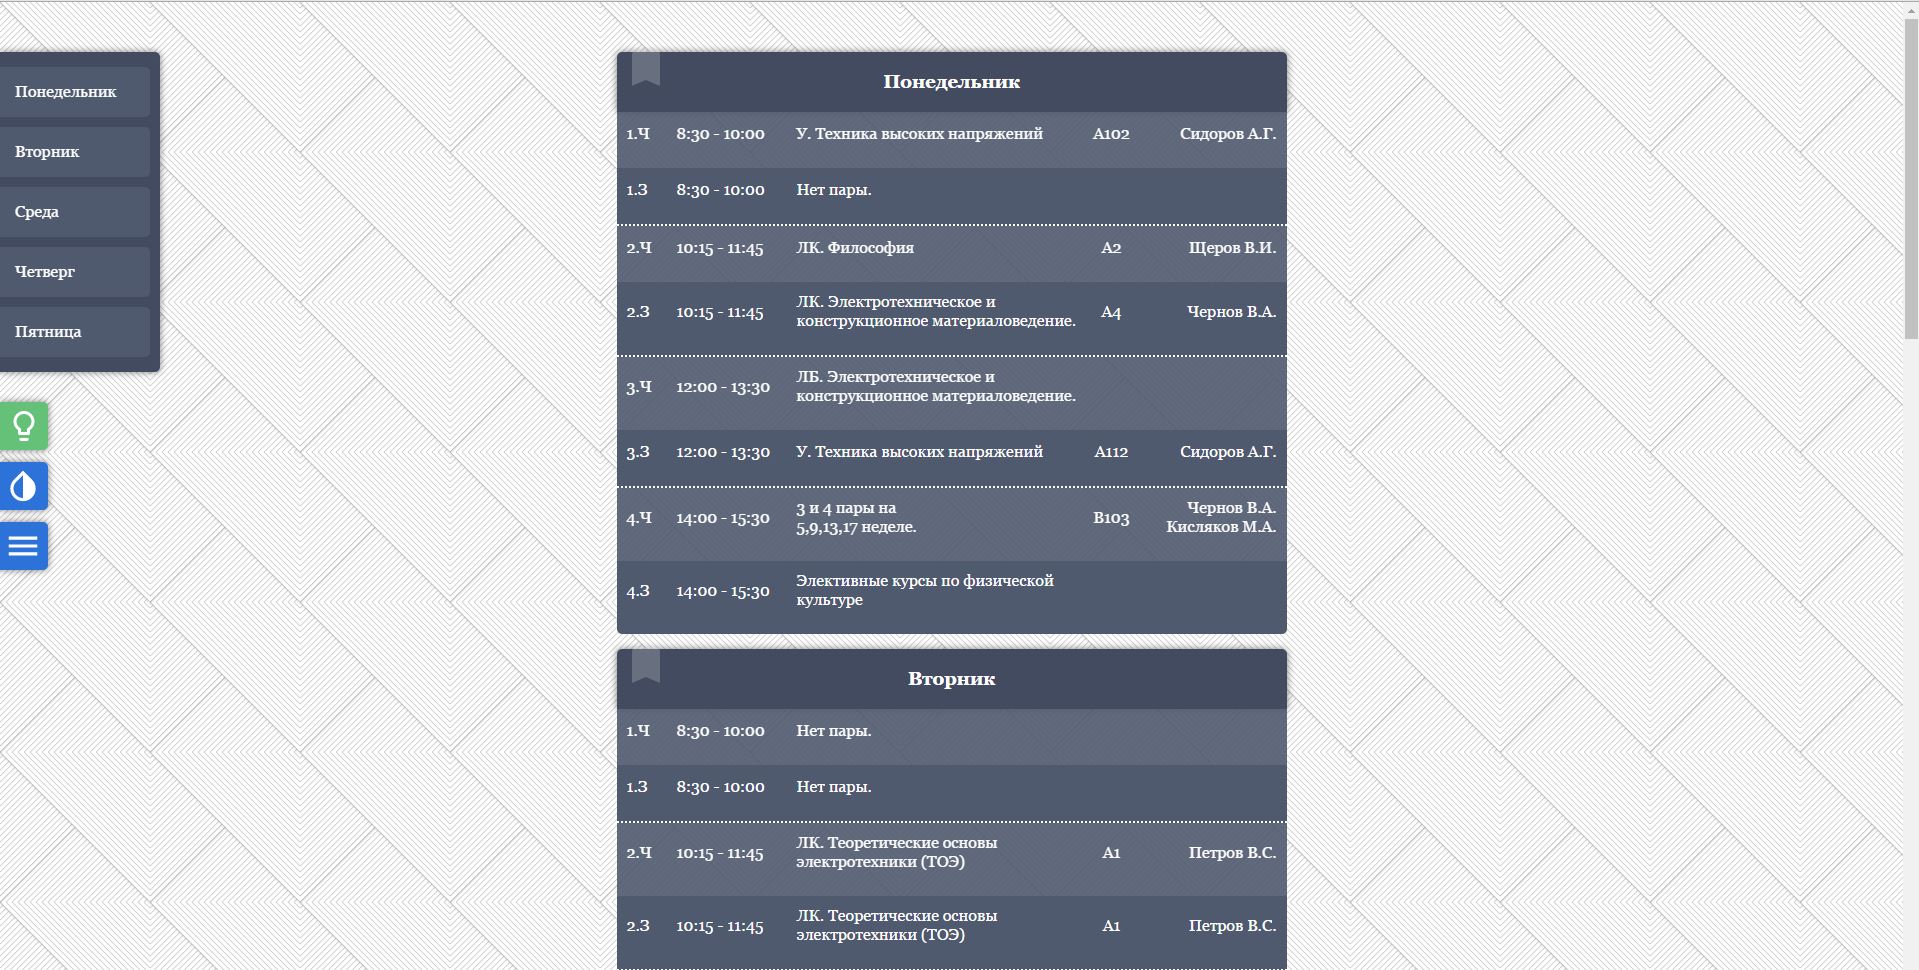 Понедельник
Вторник
Среда
Четверг
Пятница
Понедельник
1.Ч 8:30 - 10:00 У. Техника высоких напряжений А102 Сидоров А.Г.
1.З 8:30 - 10:00 Нет пары.
2.Ч 10:15 - 11:45 ЛК. Философия А2 Щеров В.И.
2.З 10:15 - 11:45 ЛК. Электротехническое и
конструкционное материаловедение. А4 Чернов В.А.
3.Ч 12:00 - 13:30 ЛБ. Электротехническое и
конструкционное материаловедение.
3.З 12:00 - 13:30 У. Техника высоких напряжений А112 Сидоров А.Г.
4.Ч 14:00 - 15:30 3 и 4 пары на
5,9,13,17 неделе. В103 Чернов В.А.
Кисляков М.А.
4.З 14:00 - 15:30 Элективные курсы по физической
культуре
Вторник
1.Ч 8:30 - 10:00 Нет пары.
1.З 8:30 - 10:00 Нет пары.
2.Ч 10:15 - 11:45 ЛК. Теоретические основы
электротехники (ТОЭ) А1 Петров В.С.
2.З 10:15 - 11:45 ЛК. Теоретические основы
электротехники (ТОЭ) А1 Петров В.С.